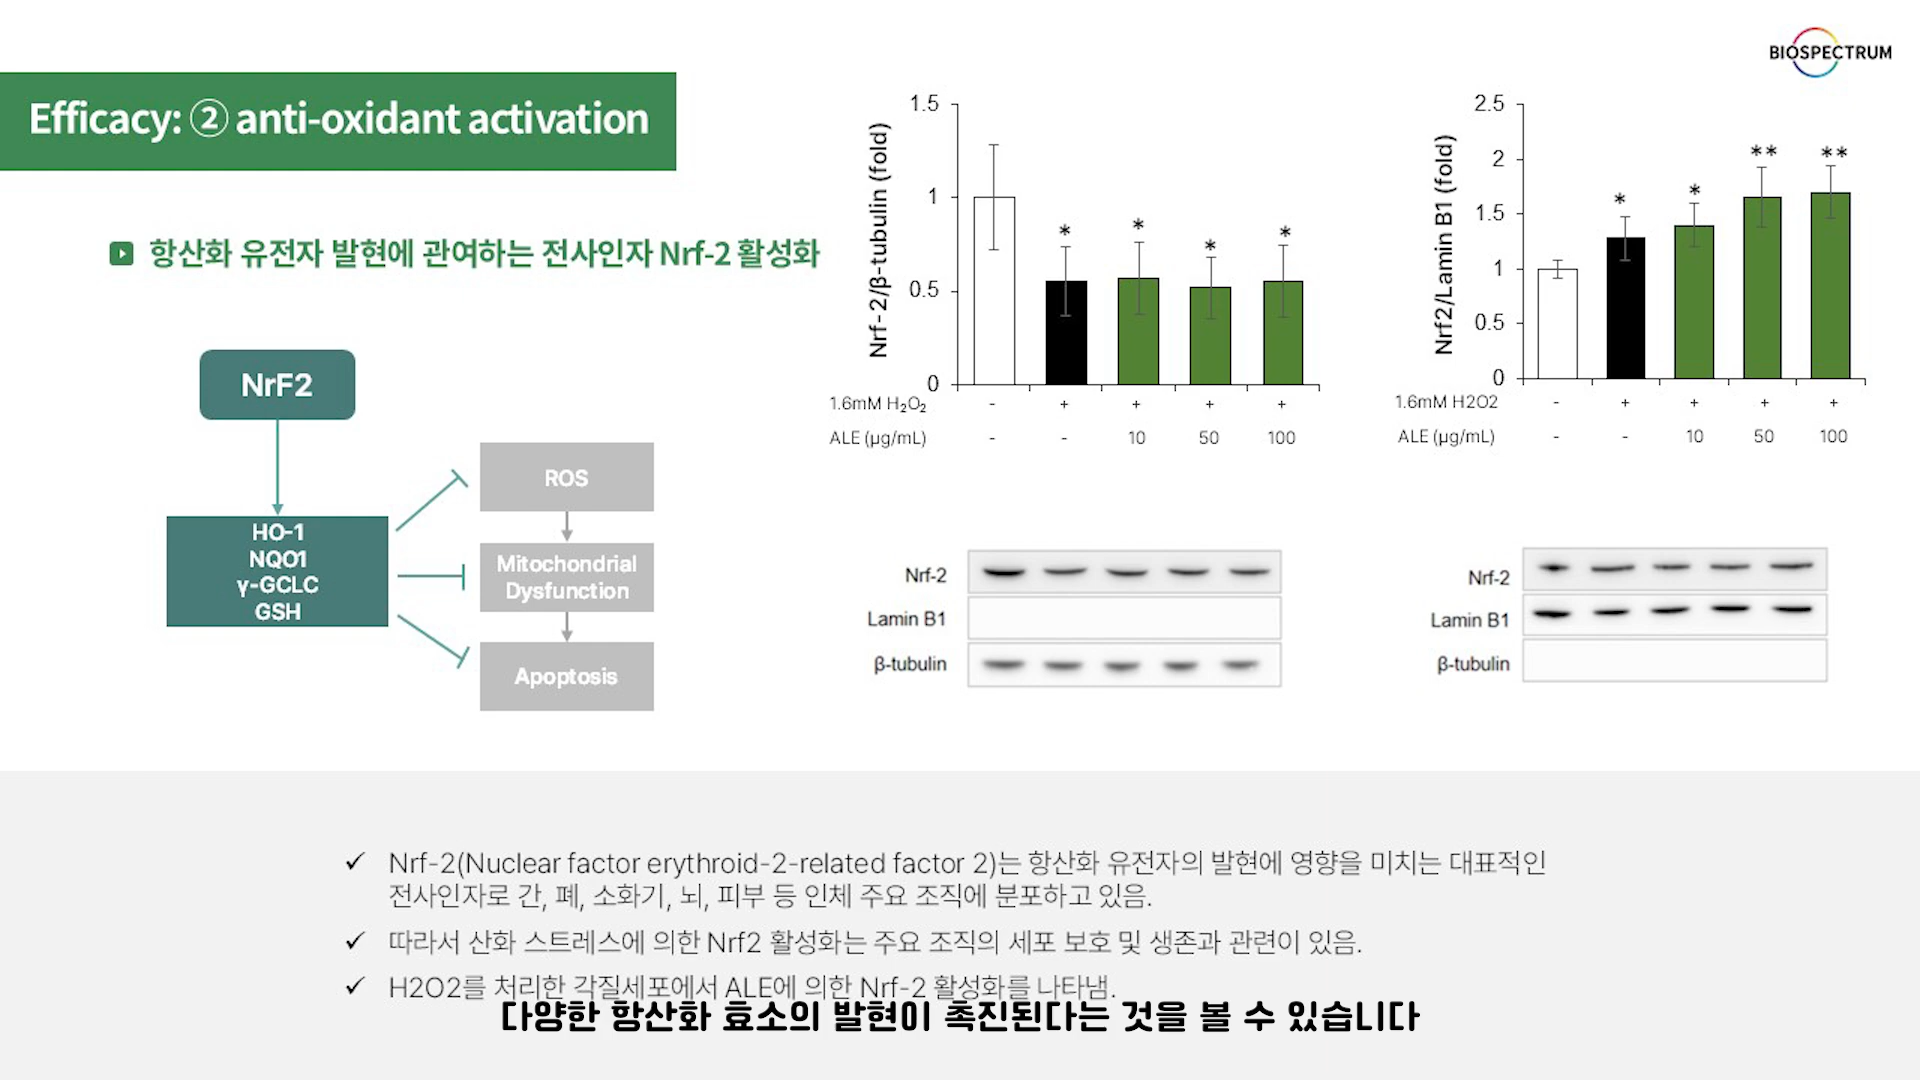 BIOSPECTRUM
Efficacy: ② anti-oxidant activation
항산화 유전자 발현에 관여하는 전사인자 Nrf-2 활성화
NrF2
HO-1
NQO1
γ-GCLC
GSH
ROS
Mitochondrial
Dysfunction
Apoptosis
Nrf-2/β-tubulin (fold)
1.5
1
0.5
0
* * * *
1.6mM H₂O₂ - + + + +
ALE (μg/mL) - - 10 50 100
Nrf-2
Lamin B1
β-tubulin
Nrf2/Lamin B1 (fold)
2.5
2
1.5
1
0.5
0
* * ** **
1.6mM H2O2 - + + + +
ALE (μg/mL) - - 10 50 100
Nrf-2
Lamin B1
β-tubulin
✓ Nrf-2(Nuclear factor erythroid-2-related factor 2)는 항산화 유전자의 발현에 영향을 미치는 대표적인
전사인자로 간, 폐, 소화기, 뇌, 피부 등 인체 주요 조직에 분포하고 있음.
✓ 따라서 산화 스트레스에 의한 Nrf2 활성화는 주요 조직의 세포 보호 및 생존과 관련이 있음.
✓ H2O2를 처리한 각질세포에서 ALE에 의한 Nrf-2 활성화를 나타냄.
다양한 항산화 효소의 발현이 촉진된다는 것을 볼 수 있습니다